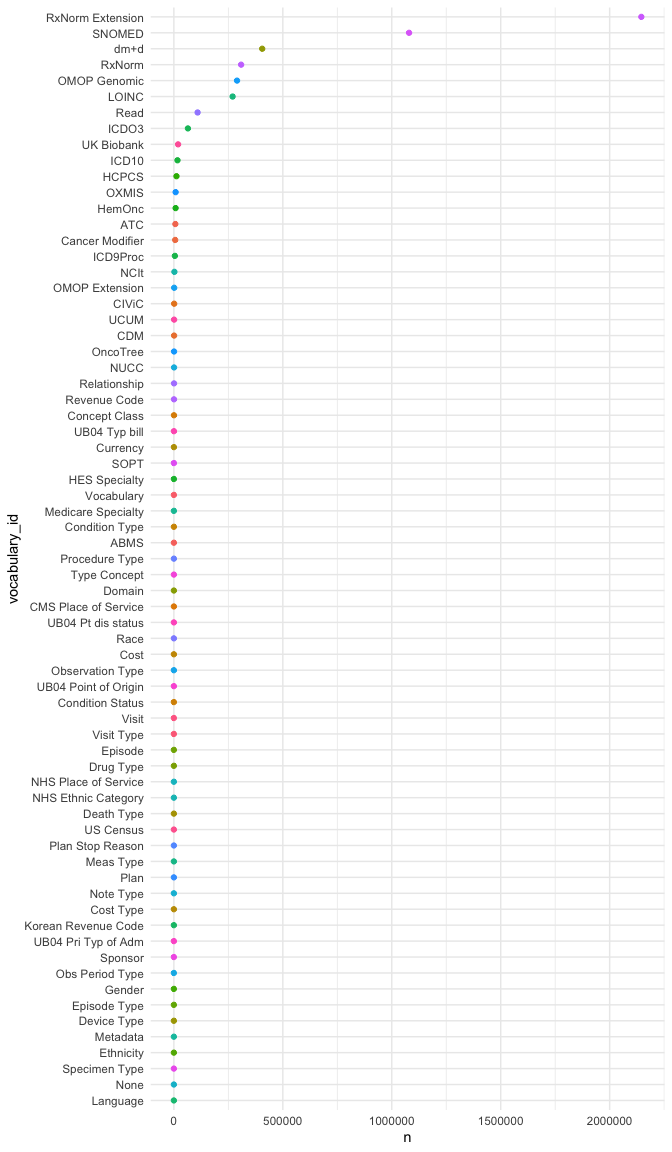 RxNorm Extension
SNOMED
dm+d
RxNorm
OMOP Genomic
LOINC
Read
ICDO3
UK Biobank
ICD10
HCPCS
OXMIS
HemOnc
ATC
Cancer Modifier
ICD9Proc
NCIt
OMOP Extension
CIViC
UCUM
CDM
OncoTree
NUCC
Relationship
Revenue Code
Concept Class
UB04 Typ bill
Currency
SOPT
HES Specialty
Vocabulary
Medicare Specialty
Condition Type
ABMS
Procedure Type
Type Concept
Domain
CMS Place of Service
UB04 Pt dis status
Race
Cost
Observation Type
UB04 Point of Origin
Condition Status
Visit
Visit Type
Episode
Drug Type
NHS Place of Service
NHS Ethnic Category
Death Type
US Census
Plan Stop Reason
Meas Type
Plan
Note Type
Cost Type
Korean Revenue Code
UB04 Pri Typ of Adm
Sponsor
Obs Period Type
Gender
Episode Type
Device Type
Metadata
Ethnicity
Specimen Type
None
Language
vocabulary_id
0 500000 1000000 1500000 2000000
n